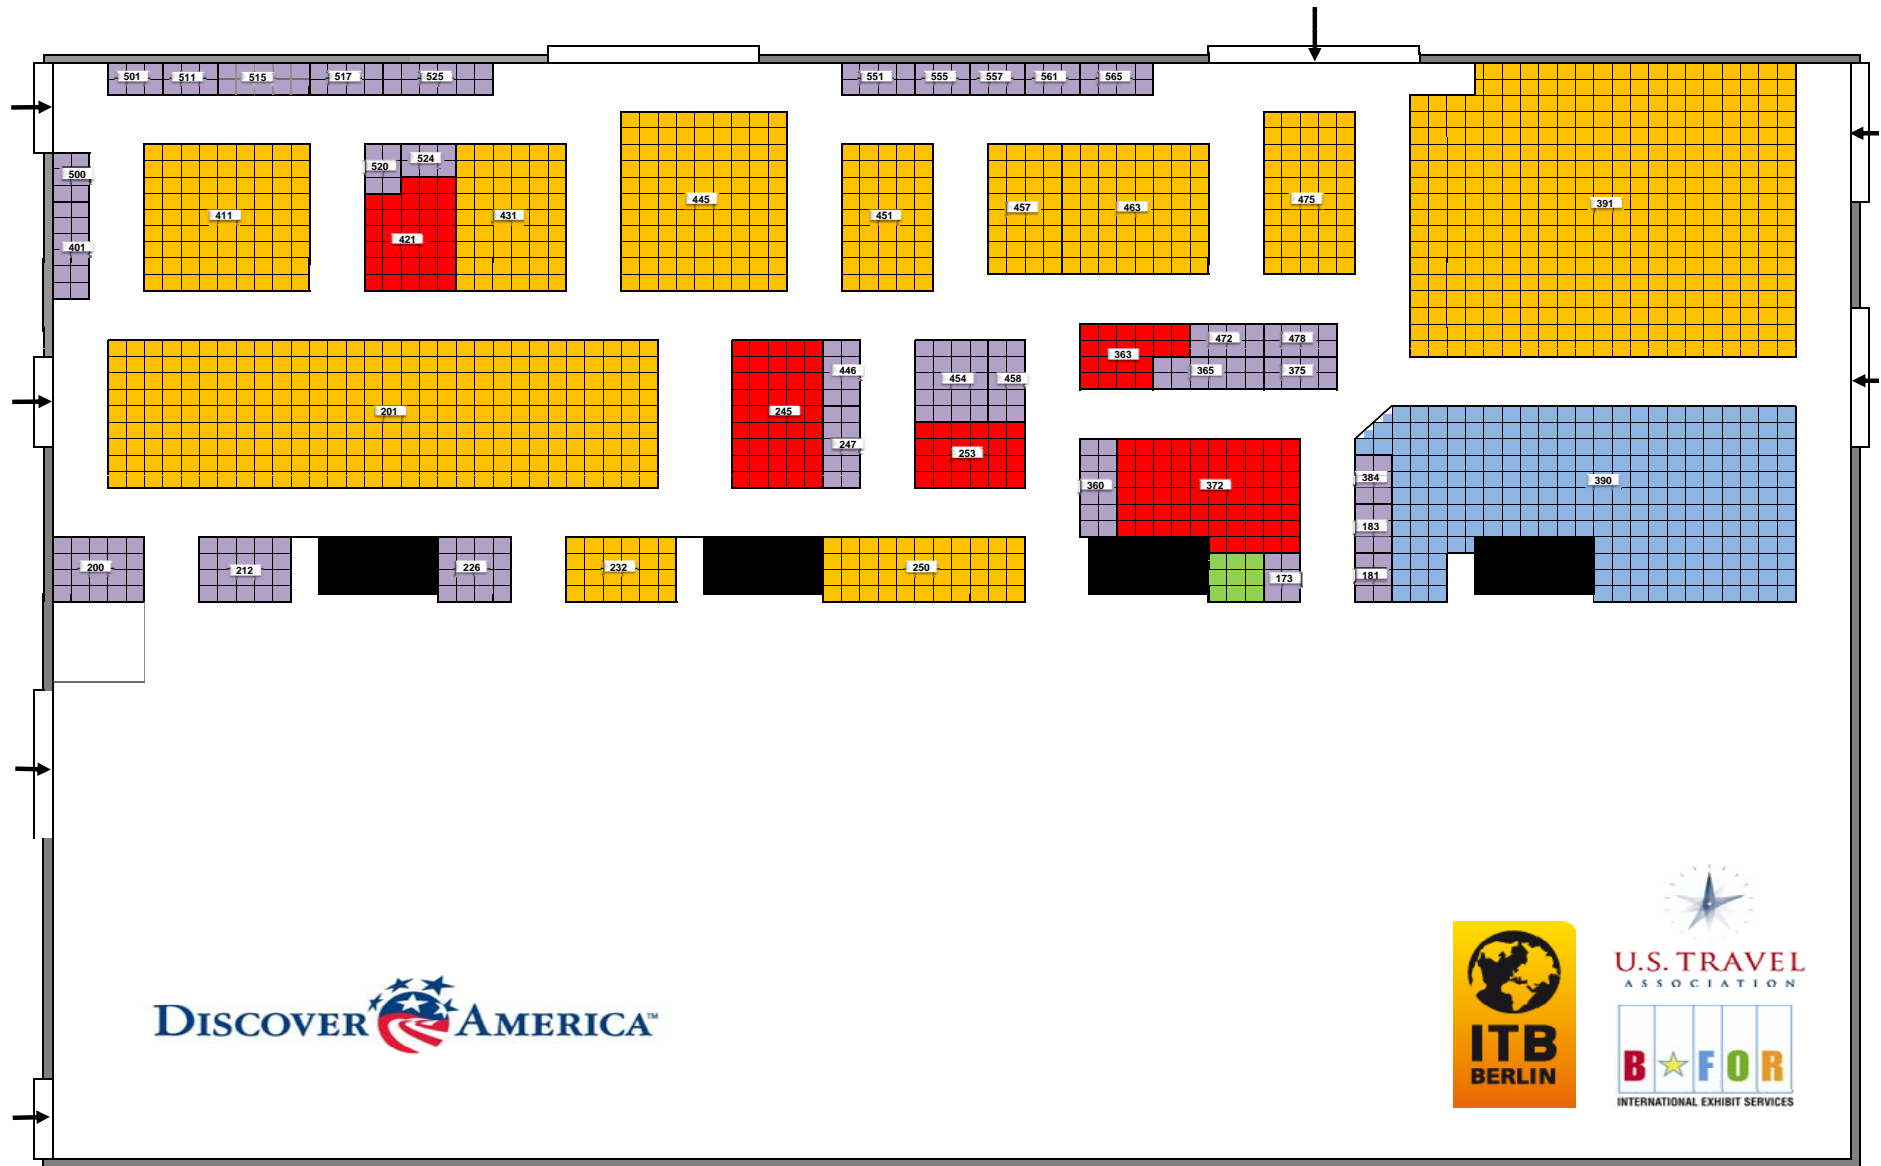 501 511 515 517 525 551 555 557 561 565
500 520 524
411 445 451 457 463 475 391
431
421
401
472 478
363
446 454 458 365 375
201 245
247 253
384 390
360 372
183
200 212 226 232 250 173 181
DISCOVER AMERICA™
U.S. TRAVEL
ASSOCIATION
ITB
BERLIN
B FOR
INTERNATIONAL EXHIBIT SERVICES